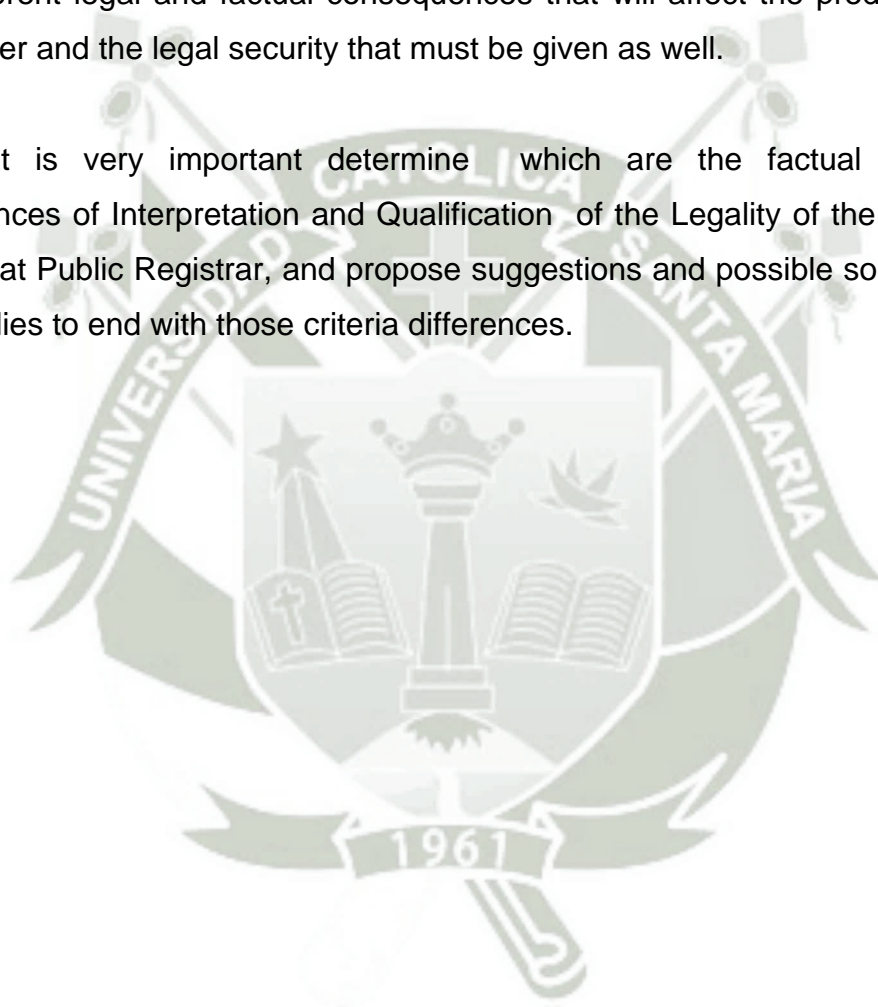 rent legal and factual consequences that will affect the prod
er and the legal security that must be given as well.
t is very important determine which are the factual
nces of Interpretation and Qualification of the Legality of the
at Public Registrar, and propose suggestions and possible so
lies to end with those criteria differences.
UNIVERSIDAD CATOLICA SANTA MARIA
1961